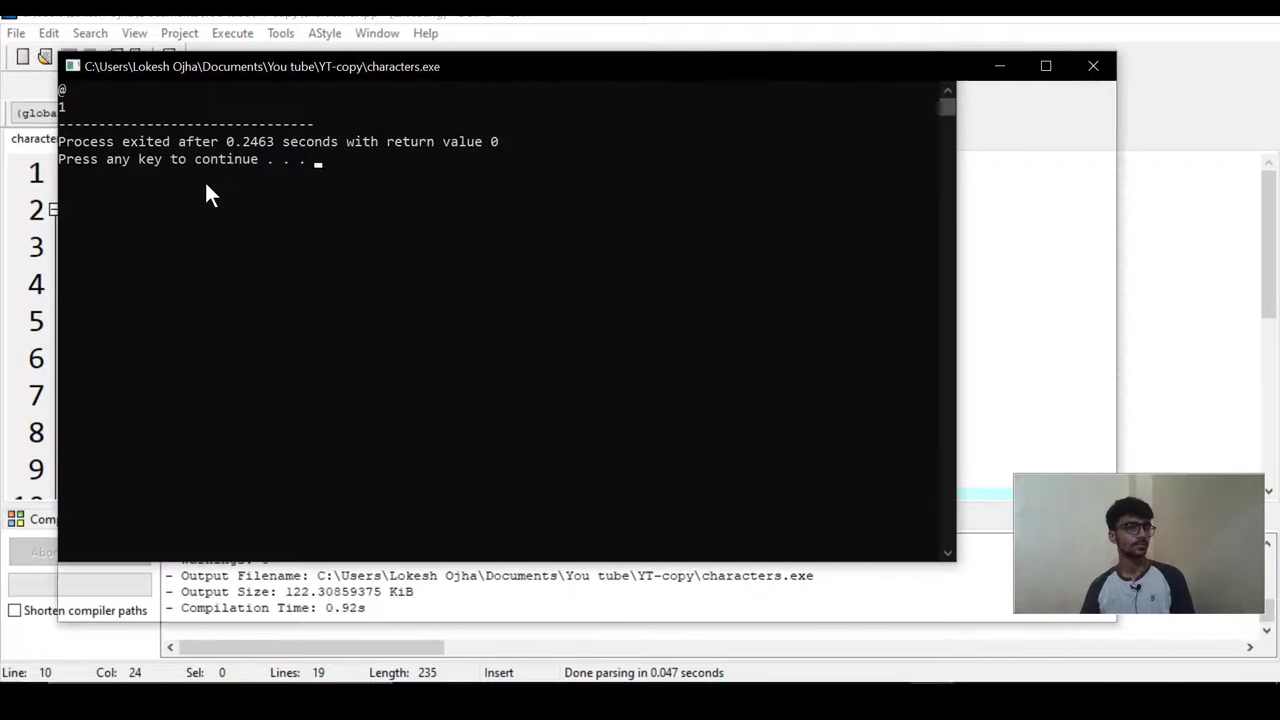 File Edit Search View Project Execute Tools AStyle Window Help
C:\Users\Lokesh Ojha\Documents\You tube\YT-copy\characters.exe
@
1
--------------------------------
Process exited after 0.2463 seconds with return value 0
Press any key to continue . . .
(globa
characte
1
2
3
4
5
6
7
8
9
Comp
Abor
- Output Filename: C:\Users\Lokesh Ojha\Documents\You tube\YT-copy\characters.exe
- Output Size: 122.30859375 KiB
- Compilation Time: 0.92s
Shorten compiler paths
Line: 10 Col: 24 Sel: 0 Lines: 19 Length: 235 Insert Done parsing in 0.047 seconds